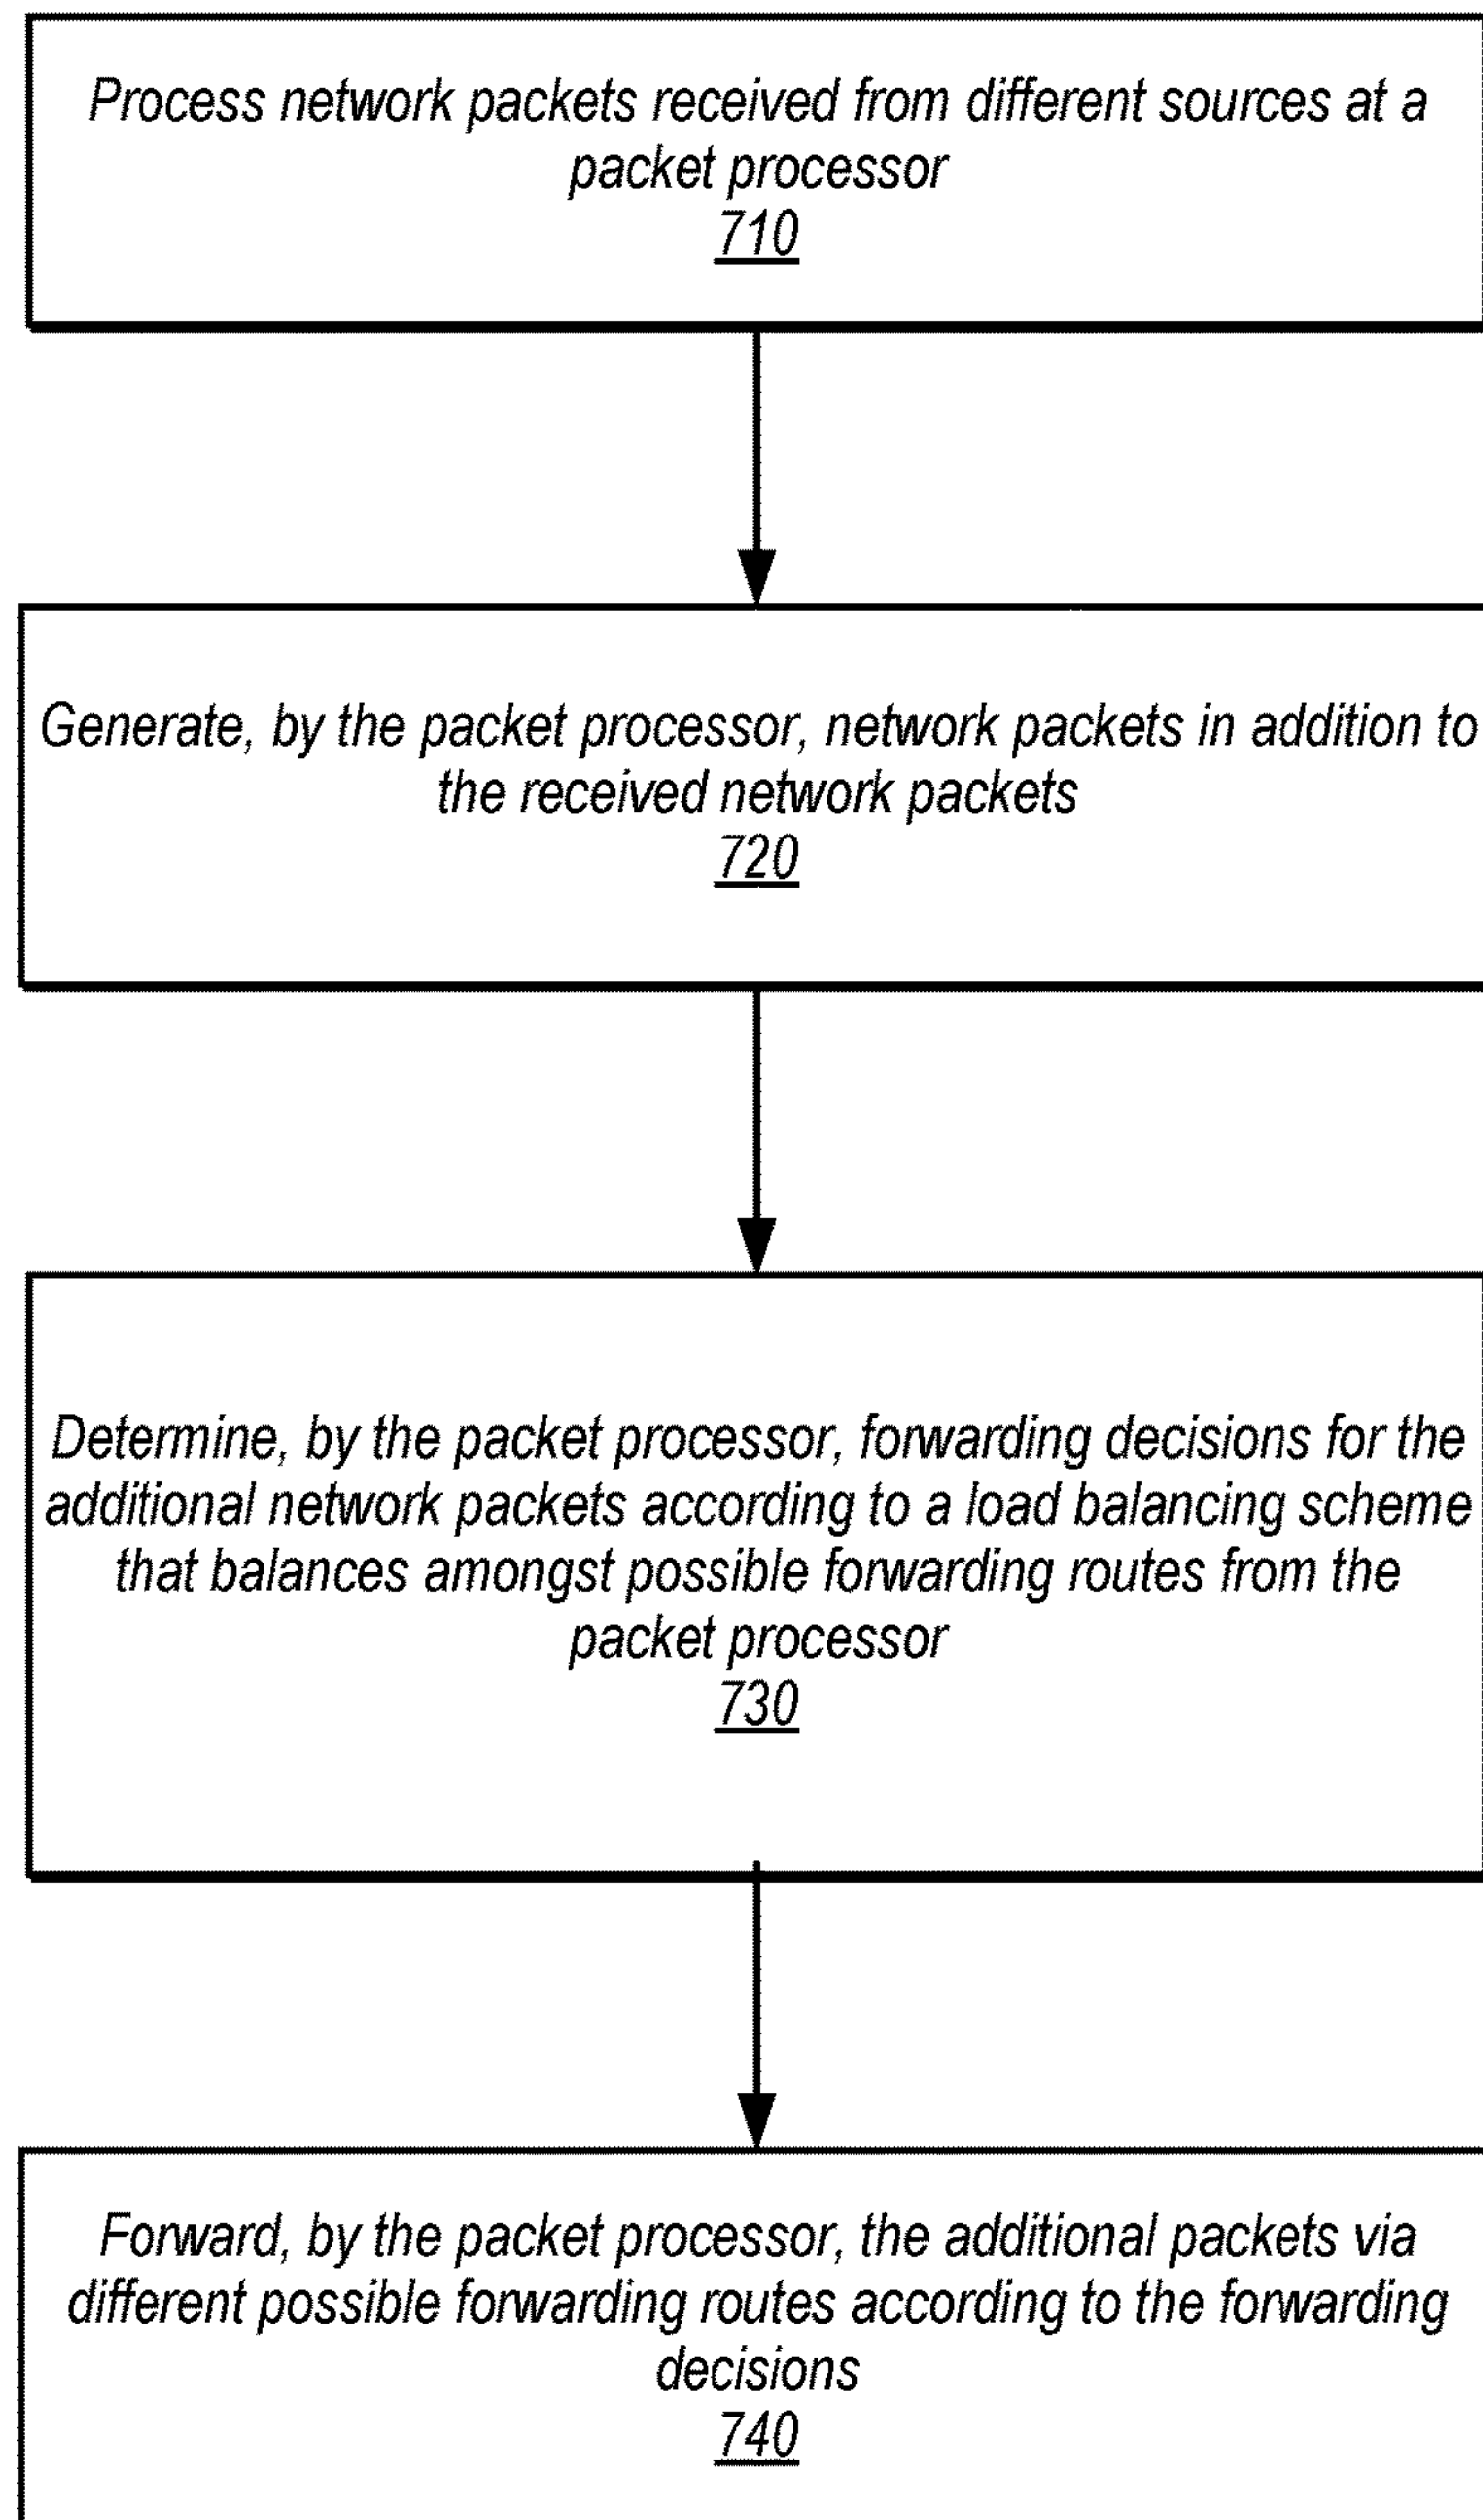 Process network packets received from different sources at a
packet processor
710
Generate, by the packet processor, network packets in addition to
the received network packets
720
Determine, by the packet processor, forwarding decisions for the
additional network packets according to a load balancing scheme
that balances amongst possible forwarding routes from the
packet processor
730
Forward, by the packet processor, the additional packets via
different possible forwarding routes according to the forwarding
decisions
740